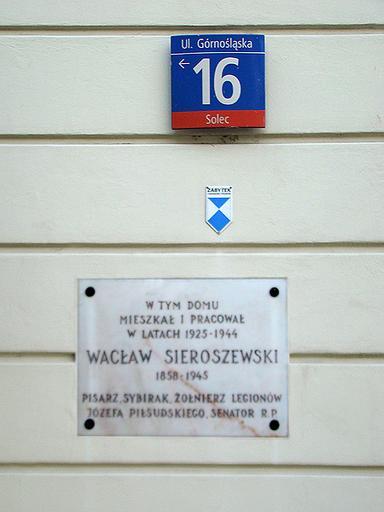 Ul. Górnośląska
← 16
Solec
ZABYTEK
W TYM DOMU
MIESZKAŁ I PRACOWAŁ
W LATACH 1925-1944
WACŁAW SIEROSZEWSKI
1858-1945
PISARZ, SYBIRAK, ŻOŁNIERZ LEGIONÓW
JÓZEFA PIŁSUDSKIEGO, SENATOR R.P.